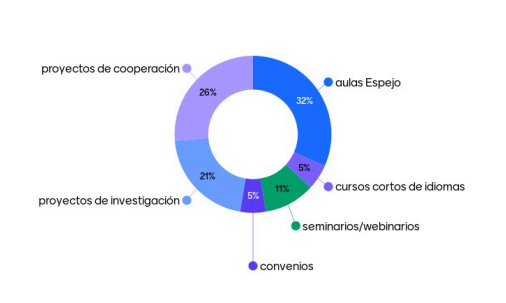 proyectos de cooperación
aulas Espejo
26%
32%
21%
5%
11%
5%
cursos cortos de idiomas
proyectos de investigación
seminarios/webinarios
convenios